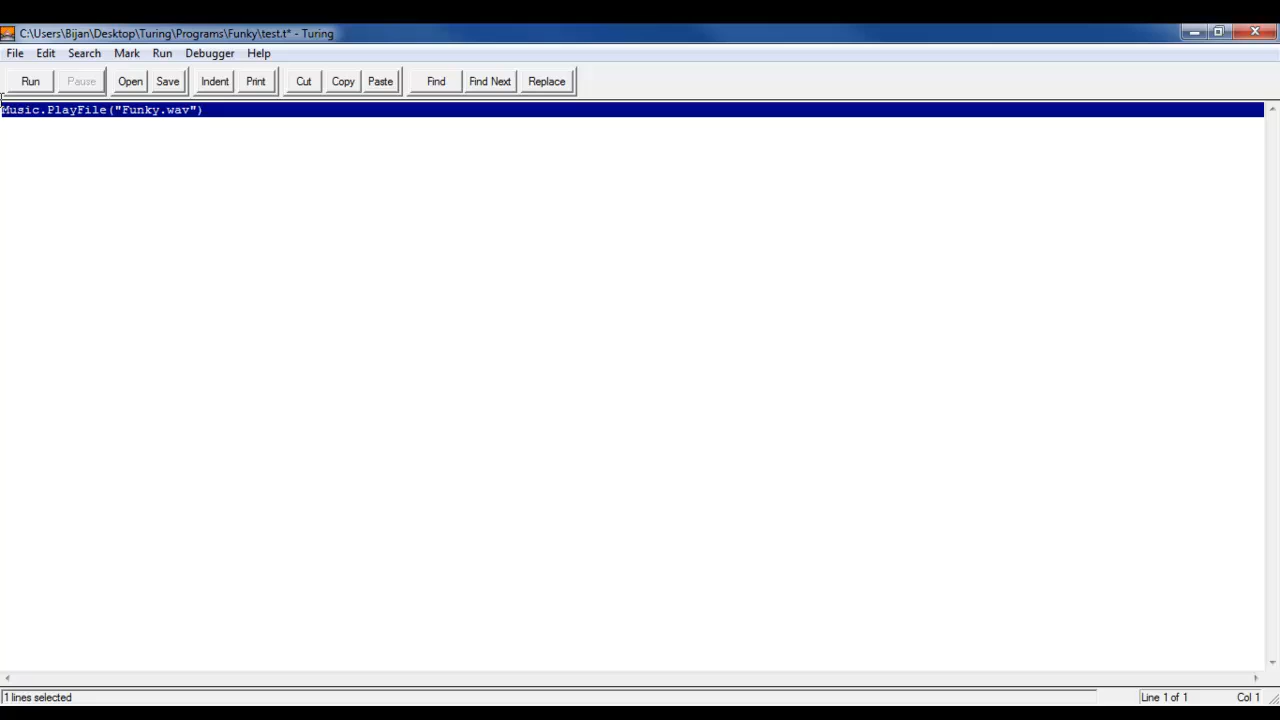 C:\Users\Bijan\Desktop\Turing\Programs\Funky\test.t* - Turing
File Edit Search Mark Run Debugger Help
Run Pause Open Save Indent Print Cut Copy Paste Find Find Next Replace
Music.PlayFile("Funky.wav")
1 lines selected Line 1 of 1 Col 1